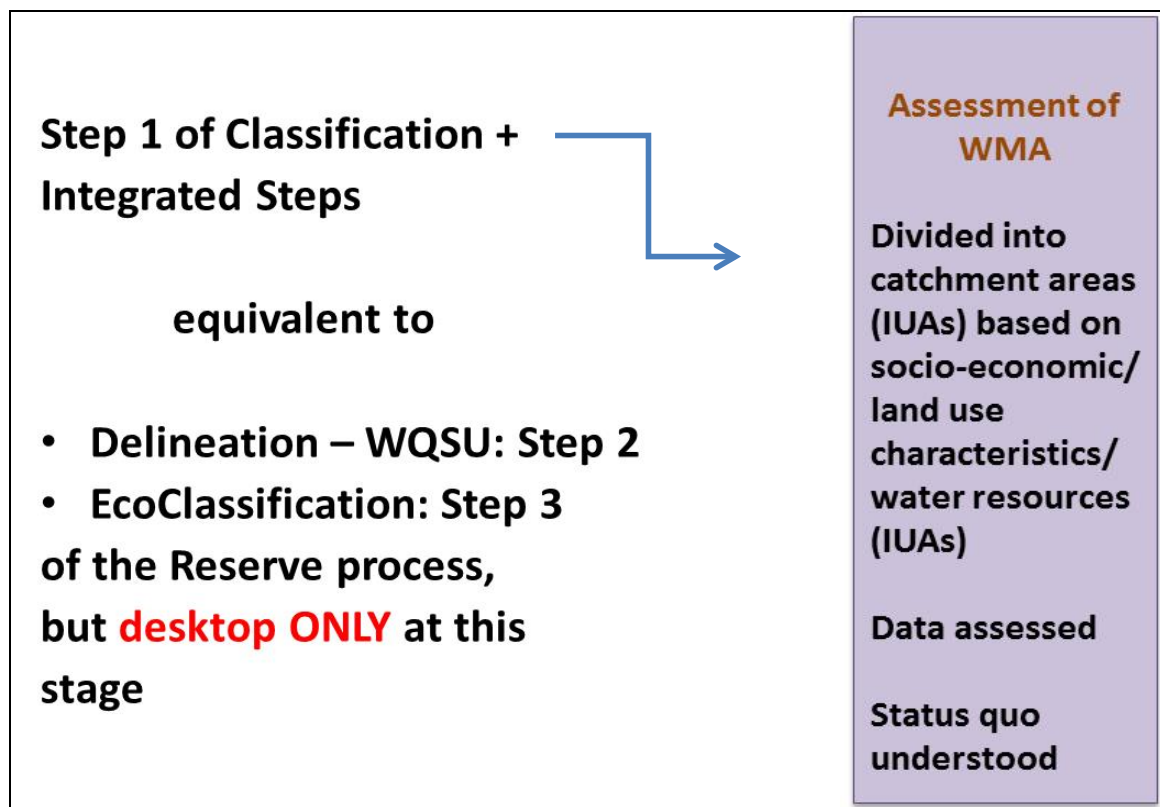 Step 1 of Classification +
Integrated Steps
equivalent to
• Delineation – WQSU: Step 2
• EcoClassification: Step 3
of the Reserve process,
but desktop ONLY at this
stage
Assessment of
WMA
Divided into
catchment areas
(IUAs) based on
socio-economic/
land use
characteristics/
water resources
(IUAs)
Data assessed
Status quo
understood